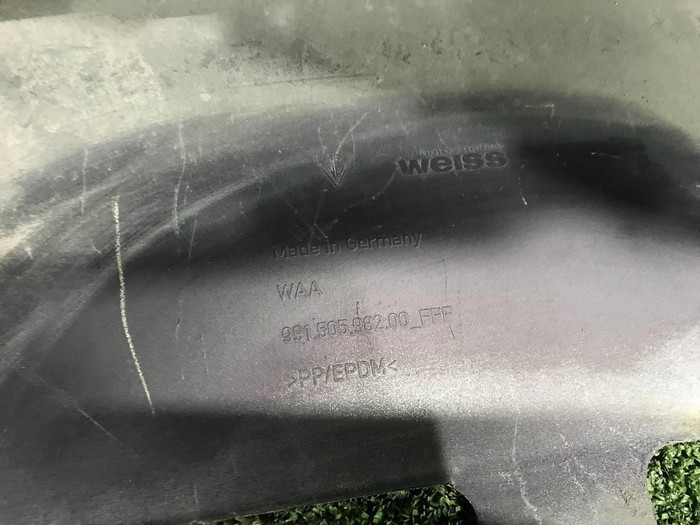 weiss
Made in Germany
WAA
991.505.982.00_FFF
>PP/EPDM<